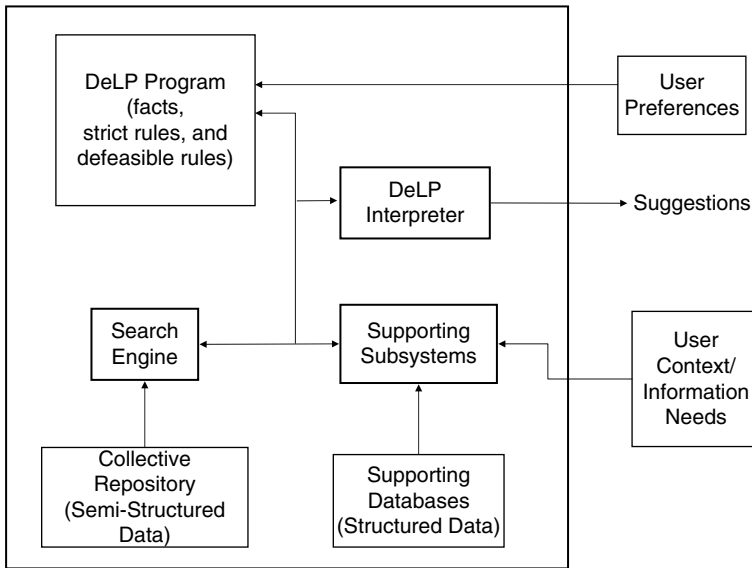 DeLP Program
(facts,
strict rules, and
defeasible rules)
User
Preferences
DeLP
Interpreter
Suggestions
Search
Engine
Supporting
Subsystems
User
Context/
Information
Needs
Collective
Repository
(Semi-Structured
Data)
Supporting
Databases
(Structured Data)